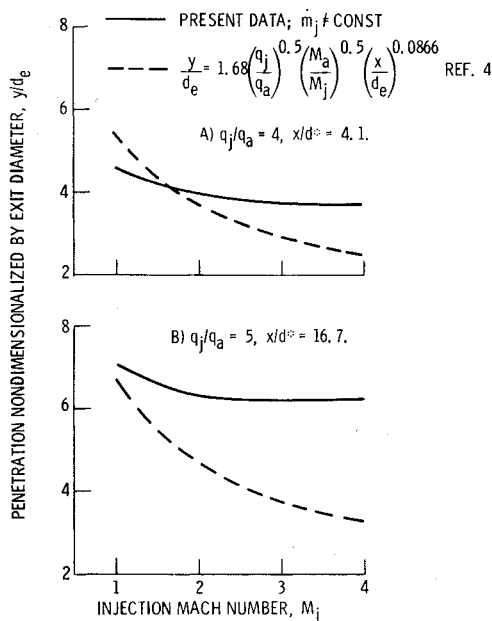 PRESENT DATA; ṁj ≠ CONST
y/de = 1.68(qj/qa)^0.5 (Ma/Mj)^0.5 (x/de)^0.0866 REF. 4
PENETRATION NONDIMENSIONALIZED BY EXIT DIAMETER, y/de
8
A) qj/qa = 4, x/d* = 4.1.
6
4
2
8
B) qj/qa = 5, x/d* = 16.7.
6
4
2
1 2 3 4
INJECTION MACH NUMBER, Mj